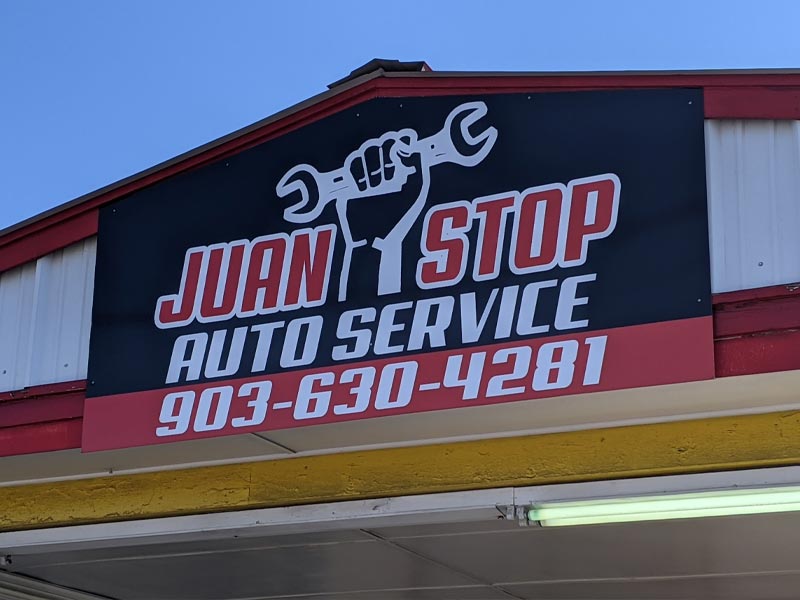 JUAN STOP
AUTO SERVICE
903-630-4281